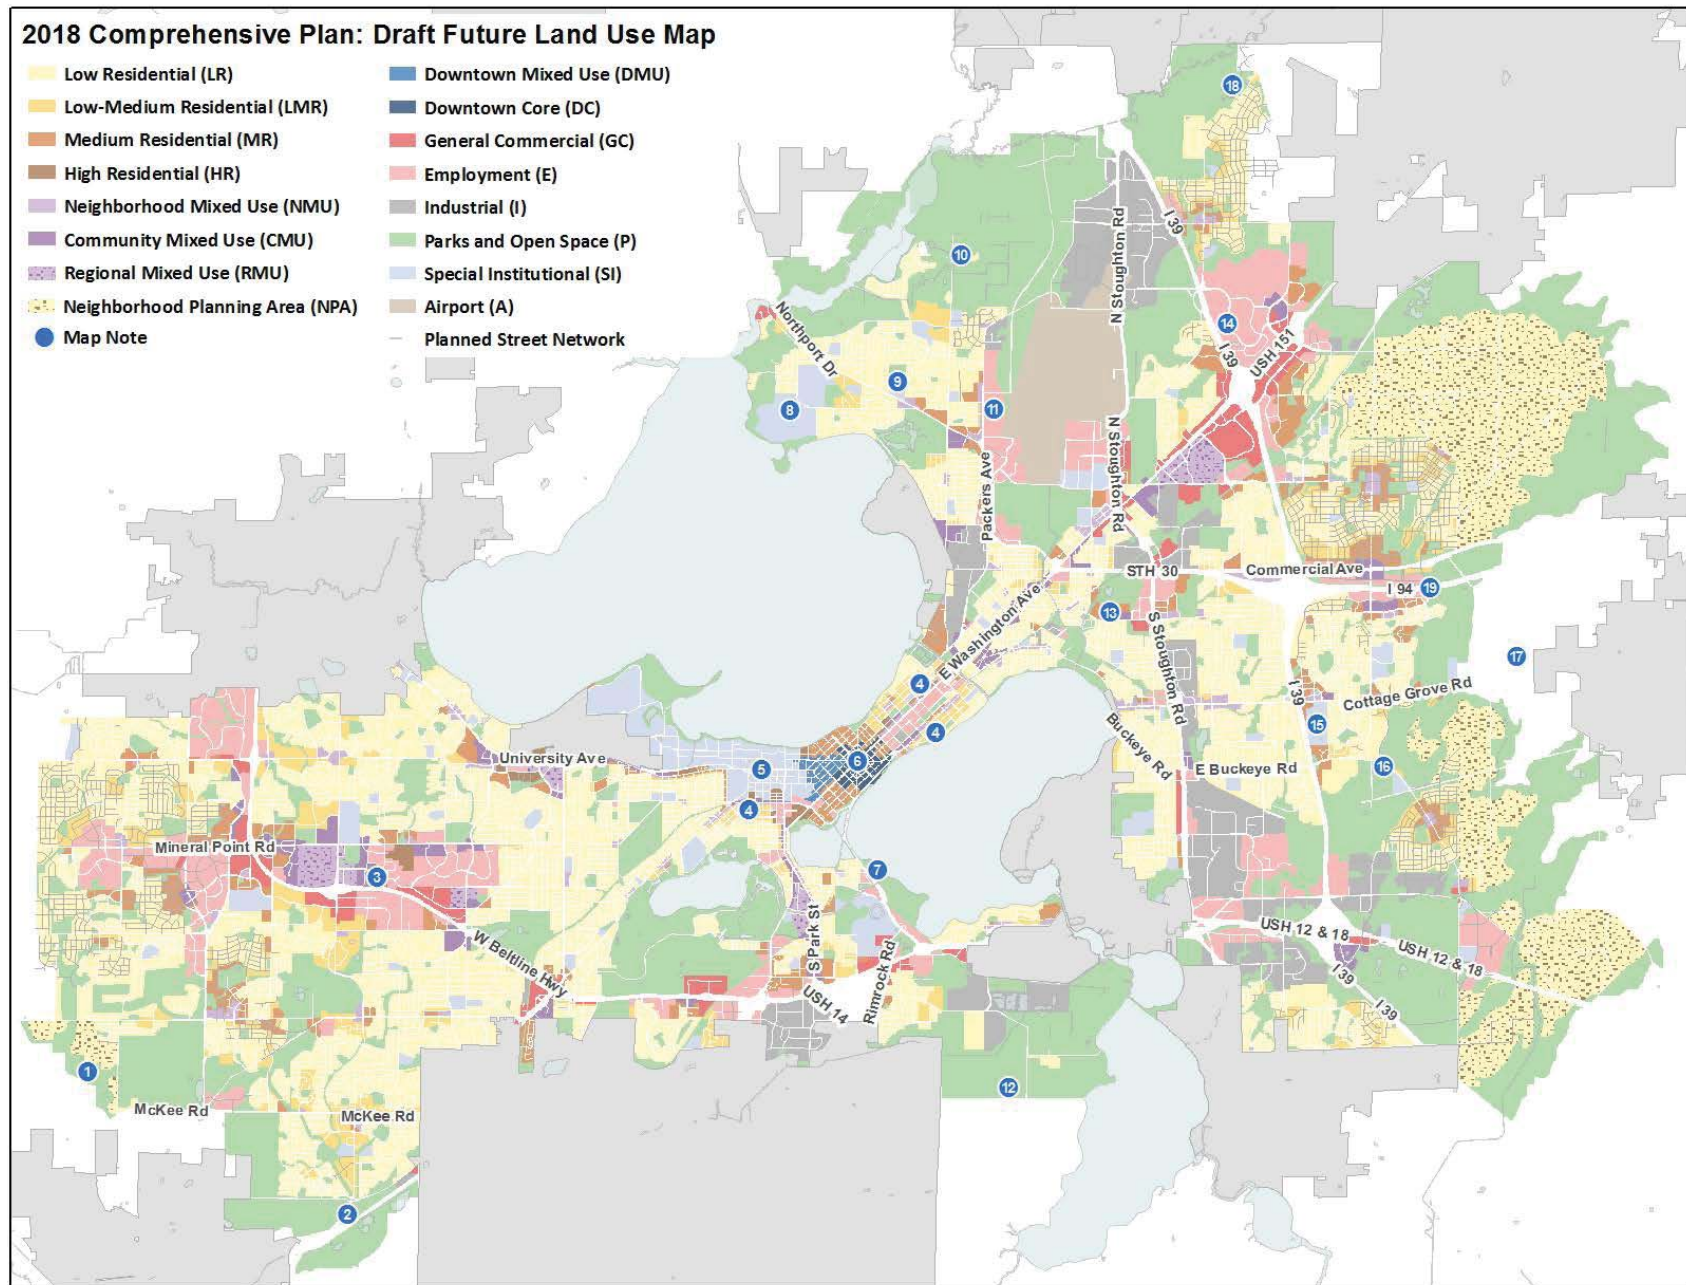 2018 Comprehensive Plan: Draft Future Land Use Map
Low Residential (LR)
Low-Medium Residential (LMR)
Medium Residential (MR)
High Residential (HR)
Neighborhood Mixed Use (NMU)
Community Mixed Use (CMU)
Regional Mixed Use (RMU)
Neighborhood Planning Area (NPA)
Map Note
Downtown Mixed Use (DMU)
Downtown Core (DC)
General Commercial (GC)
Employment (E)
Industrial (I)
Parks and Open Space (P)
Special Institutional (SI)
Airport (A)
Planned Street Network
18
I 39
N Stoughton Rd
10
Northport Dr
14
I 39
USH 151
9
8
11
N Stoughton Rd
Packers Ave
STH 30
Commercial Ave
I 94
19
13
E Washington Ave
S Stoughton Rd
17
4
I 39
Cottage Grove Rd
15
4
Buckeye Rd
University Ave
5
6
E Buckeye Rd
16
4
Mineral Point Rd
3
7
W Beltline Hwy
S Park St
Rimrock Rd
USH 14
USH 12 & 18
USH 12 & 18
I 39
I 39
1
12
McKee Rd
McKee Rd
2